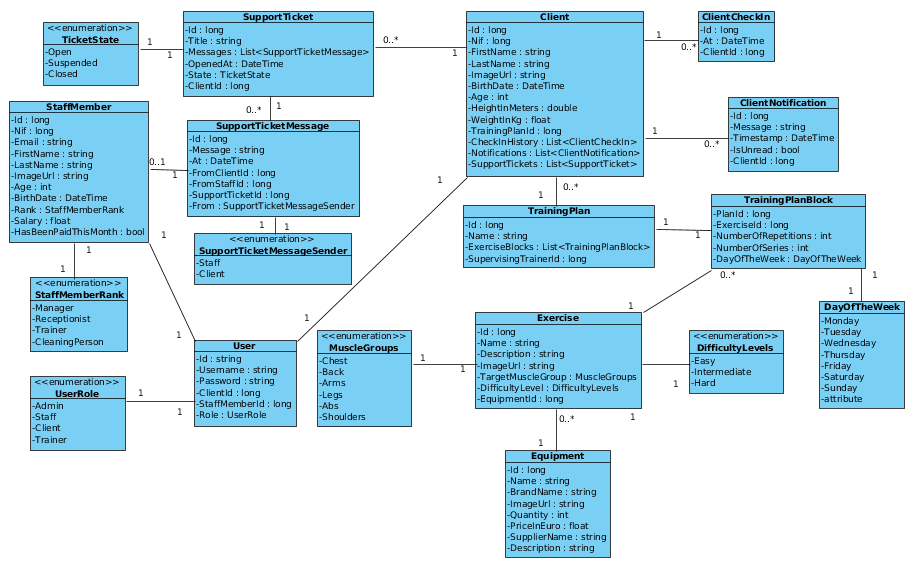 <<enumeration>>
TicketState
-Open
-Suspended
-Closed
1
1
SupportTicket
-Id : long
-Title : string
-Messages : List<SupportTicketMessage>
-OpenedAt : DateTime
-State : TicketState
-ClientId : long
0..*
1
Client
-Id : long
-Nif : long
-FirstName : string
-LastName : string
-ImageUrl : string
-BirthDate : DateTime
-Age : int
-HeightInMeters : double
-WeightInKg : float
-TrainingPlanId : long
-CheckInHistory : List<ClientCheckIn>
-Notifications : List<ClientNotification>
-SupportTickets : List<SupportTicket>
1
0..*
ClientCheckIn
-Id : long
-At : DateTime
-ClientId : long
StaffMember
-Id : long
-Nif : long
-Email : string
-FirstName : string
-LastName : string
-ImageUrl : string
-Age : int
-BirthDate : DateTime
-Rank : StaffMemberRank
-Salary : float
-HasBeenPaidThisMonth : bool
0..*
1
SupportTicketMessage
-Id : long
-Message : string
-At : DateTime
-FromClientId : long
-FromStaffId : long
-SupportTicketId : long
-From : SupportTicketMessageSender
0..1
1
1
0..*
ClientNotification
-Id : long
-Message : string
-Timestamp : DateTime
-IsUnread : bool
-ClientId : long
1
1
<<enumeration>>
SupportTicketMessageSender
-Staff
-Client
1
0..*
1
TrainingPlan
-Id : long
-Name : string
-ExerciseBlocks : List<TrainingPlanBlock>
-SupervisingTrainerId : long
1
1
TrainingPlanBlock
-PlanId : long
-ExerciseId : long
-NumberOfRepetitions : int
-NumberOfSeries : int
-DayOfTheWeek : DayOfTheWeek
1
1
<<enumeration>>
StaffMemberRank
-Manager
-Receptionist
-Trainer
-CleaningPerson
1
1
0..*
1
1
1
DayOfTheWeek
-Monday
-Tuesday
-Wednesday
-Thursday
-Friday
-Saturday
-Sunday
-attribute
User
-Id : string
-Username : string
-Password : string
-ClientId : long
-StaffMemberId : long
-Role : UserRole
<<enumeration>>
MuscleGroups
-Chest
-Back
-Arms
-Legs
-Abs
-Shoulders
1
1
Exercise
-Id : long
-Name : string
-Description : string
-ImageUrl : string
-TargetMuscleGroup : MuscleGroups
-DifficultyLevel : DifficultyLevels
-EquipmentId : long
1
1
<<enumeration>>
DifficultyLevels
-Easy
-Intermediate
-Hard
<<enumeration>>
UserRole
-Admin
-Staff
-Client
-Trainer
1
1
0..*
1
Equipment
-Id : long
-Name : string
-BrandName : string
-ImageUrl : string
-Quantity : int
-PriceInEuro : float
-SupplierName : string
-Description : string